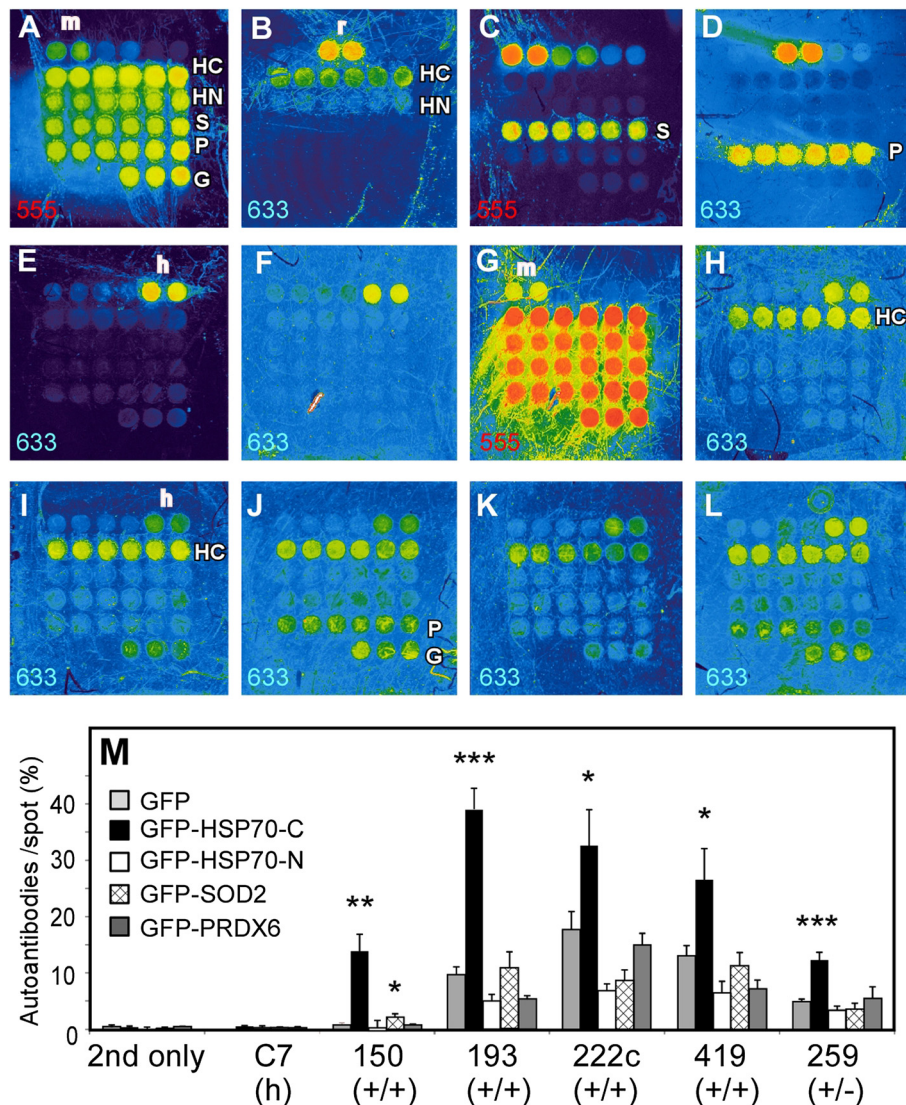 A m HC HN S P G 555
B r HC HN 633
C S 555
D P 633
E h 633
F 633
G m 555
H HC 633
I h HC 633
J P G 633
K 633
L 633
M
Autoantibodies /spot (%)
40
30
20
10
0
GFP
GFP-HSP70-C
GFP-HSP70-N
GFP-SOD2
GFP-PRDX6
** * *** * * ***
2nd only C7 150 193 222c 419 259
(h) (+/+) (+/+) (+/+) (+/+) (+/-)